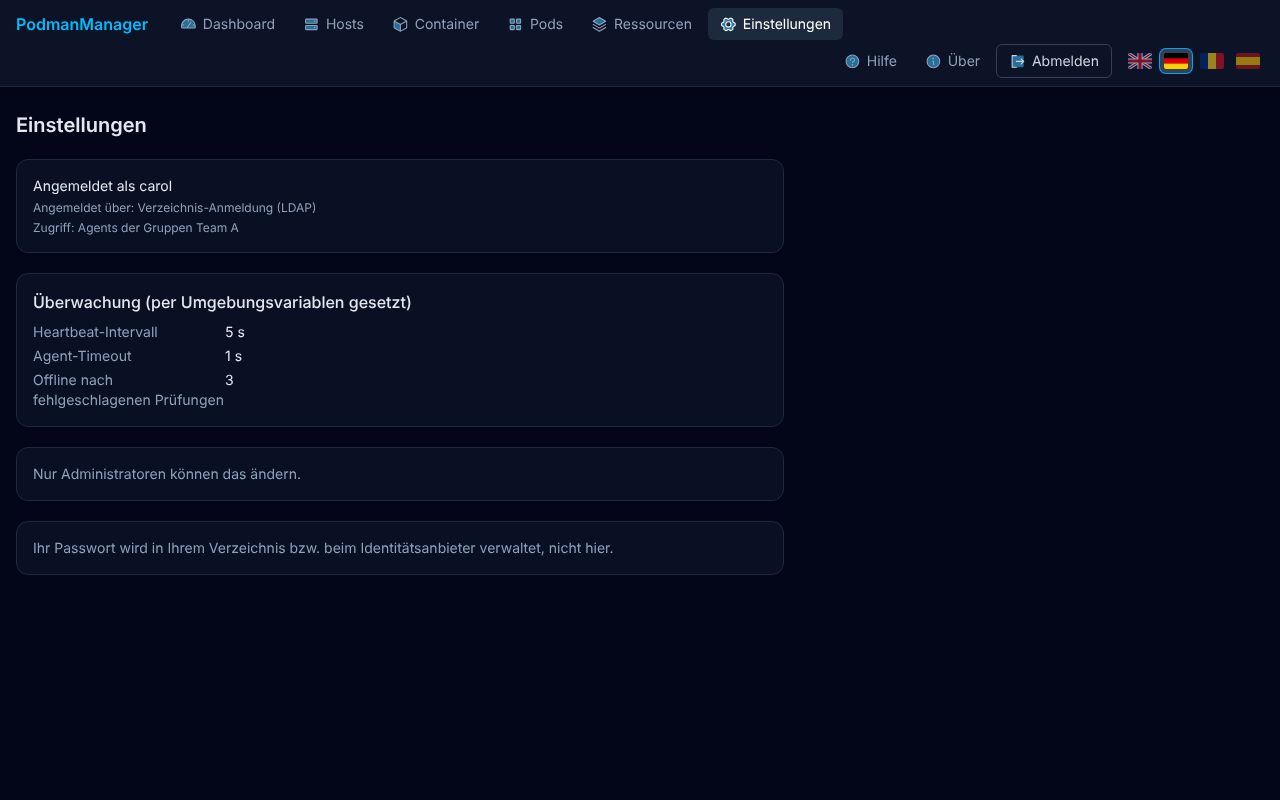 PodmanManager
Dashboard
Hosts
Container
Pods
Ressourcen
Einstellungen
Hilfe
Über
Abmelden
Einstellungen
Angemeldet als carol
Angemeldet über: Verzeichnis-Anmeldung (LDAP)
Zugriff: Agents der Gruppen Team A
Überwachung (per Umgebungsvariablen gesetzt)
Heartbeat-Intervall 5 s
Agent-Timeout 1 s
Offline nach 3
fehlgeschlagenen Prüfungen
Nur Administratoren können das ändern.
Ihr Passwort wird in Ihrem Verzeichnis bzw. beim Identitätsanbieter verwaltet, nicht hier.